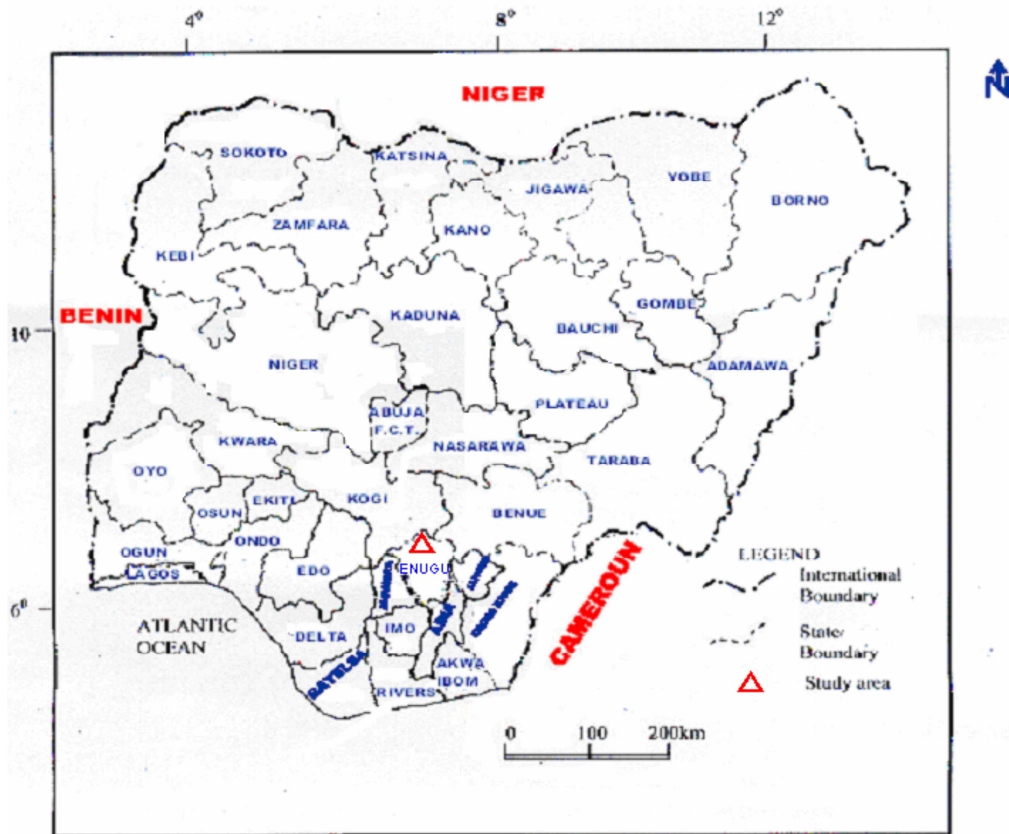 4°
8°
12°
N
NIGER
SOKOTO
KATSINA
JIGAWA
YOBE
BORNO
ZAMFARA
KANO
KEBI
BENIN
10
KADUNA
GOMBE
BAUCHI
NIGER
ADAMAWA
PLATEAU
ABUJA
F.C.T.
KWARA
NASARAWA
OYO
TARABA
KOGI
EKITI
OSUN
BENUE
ONDO
OGUN
LAGOS
EDO
ENUGU
6°
ATLANTIC
OCEAN
DELTA
IMO
ABIA
BAYELSA
AKWA
IBOM
RIVERS
CAMEROUN
LEGEND
International
Boundary
State/
Boundary
Study area
0 100 200km